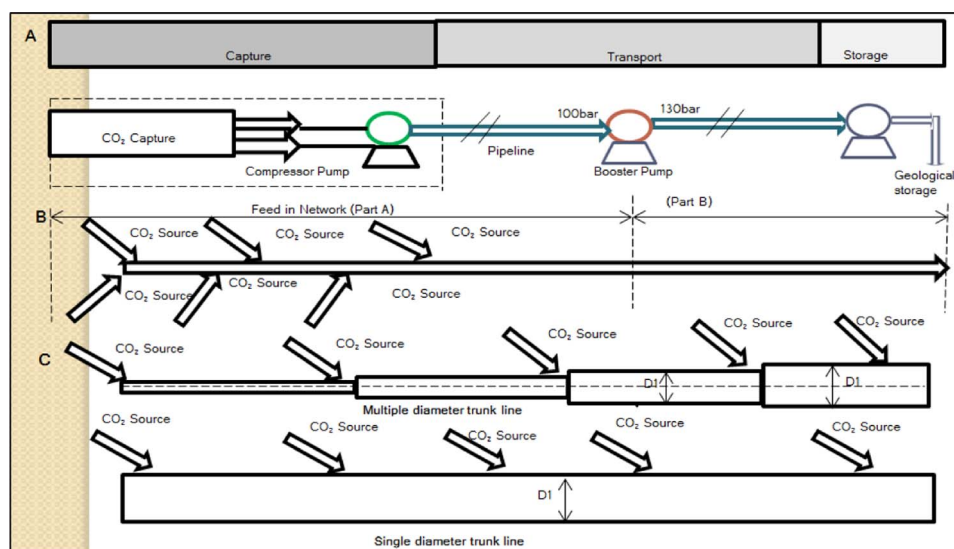 A
Capture
Transport
Storage
CO₂ Capture
Compressor Pump
Pipeline
100bar
130bar
Booster Pump
Geological
storage
B
Feed in Network (Part A)
(Part B)
CO₂ Source
CO₂ Source
CO₂ Source
CO₂ Source
CO₂ Source
CO₂ Source
C
CO₂ Source
CO₂ Source
CO₂ Source
CO₂ Source
CO₂ Source
D1
D1
Multiple diameter trunk line
CO₂ Source
CO₂ Source
CO₂ Source
CO₂ Source
CO₂ Source
D1
Single diameter trunk line